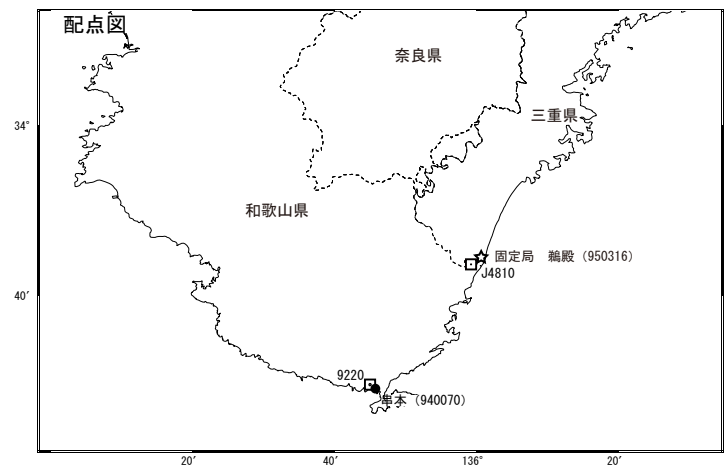 配点図
奈良県
34°
三重県
和歌山県
固定局 鵜殿（950316）
J4810
40′
9220
串本（940070）
20′
40′
136°
20′